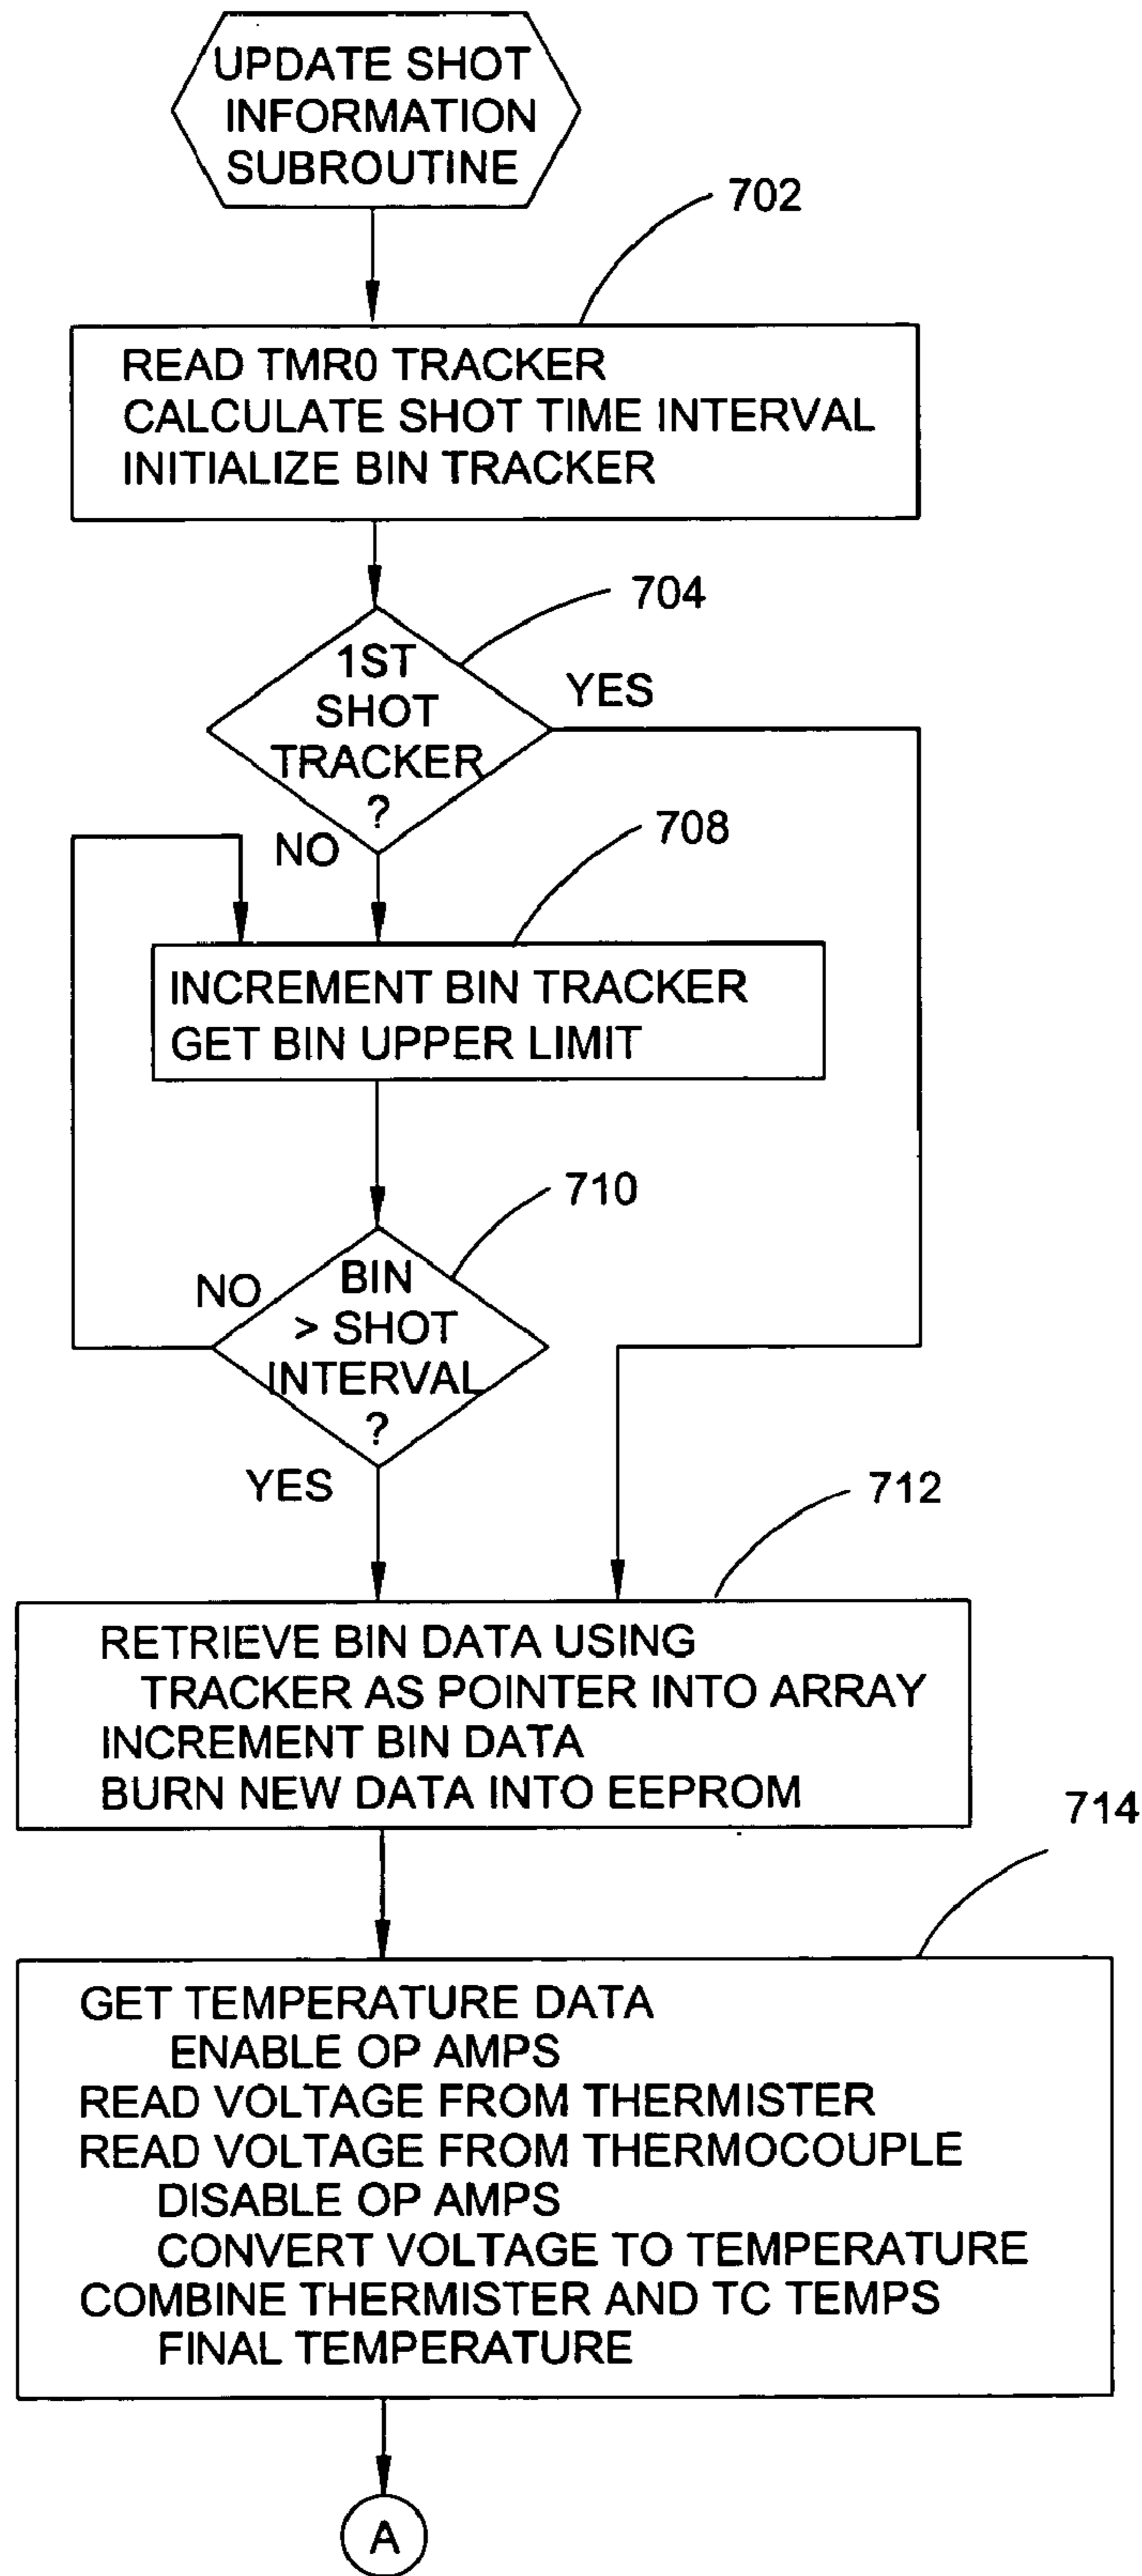 UPDATE SHOT
INFORMATION
SUBROUTINE
702
READ TMR0 TRACKER
CALCULATE SHOT TIME INTERVAL
INITIALIZE BIN TRACKER
704
1ST
SHOT
TRACKER
?
YES
NO
708
INCREMENT BIN TRACKER
GET BIN UPPER LIMIT
710
BIN
> SHOT
INTERVAL
?
NO
YES
712
RETRIEVE BIN DATA USING
TRACKER AS POINTER INTO ARRAY
INCREMENT BIN DATA
BURN NEW DATA INTO EEPROM
714
GET TEMPERATURE DATA
ENABLE OP AMPS
READ VOLTAGE FROM THERMISTER
READ VOLTAGE FROM THERMOCOUPLE
DISABLE OP AMPS
CONVERT VOLTAGE TO TEMPERATURE
COMBINE THERMISTER AND TC TEMPS
FINAL TEMPERATURE
A